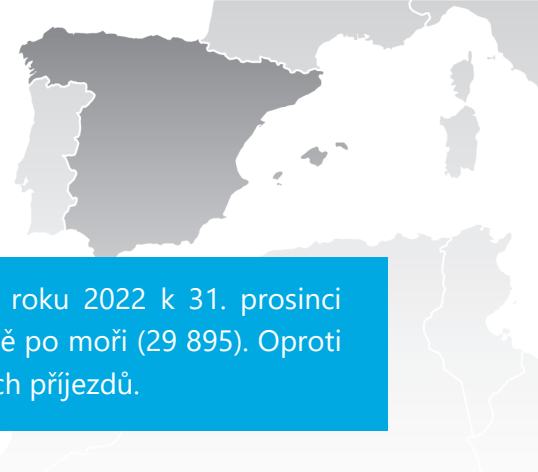 roku 2022 k 31. prosinci
ě po moři (29 895). Oproti
ch příjezdů.